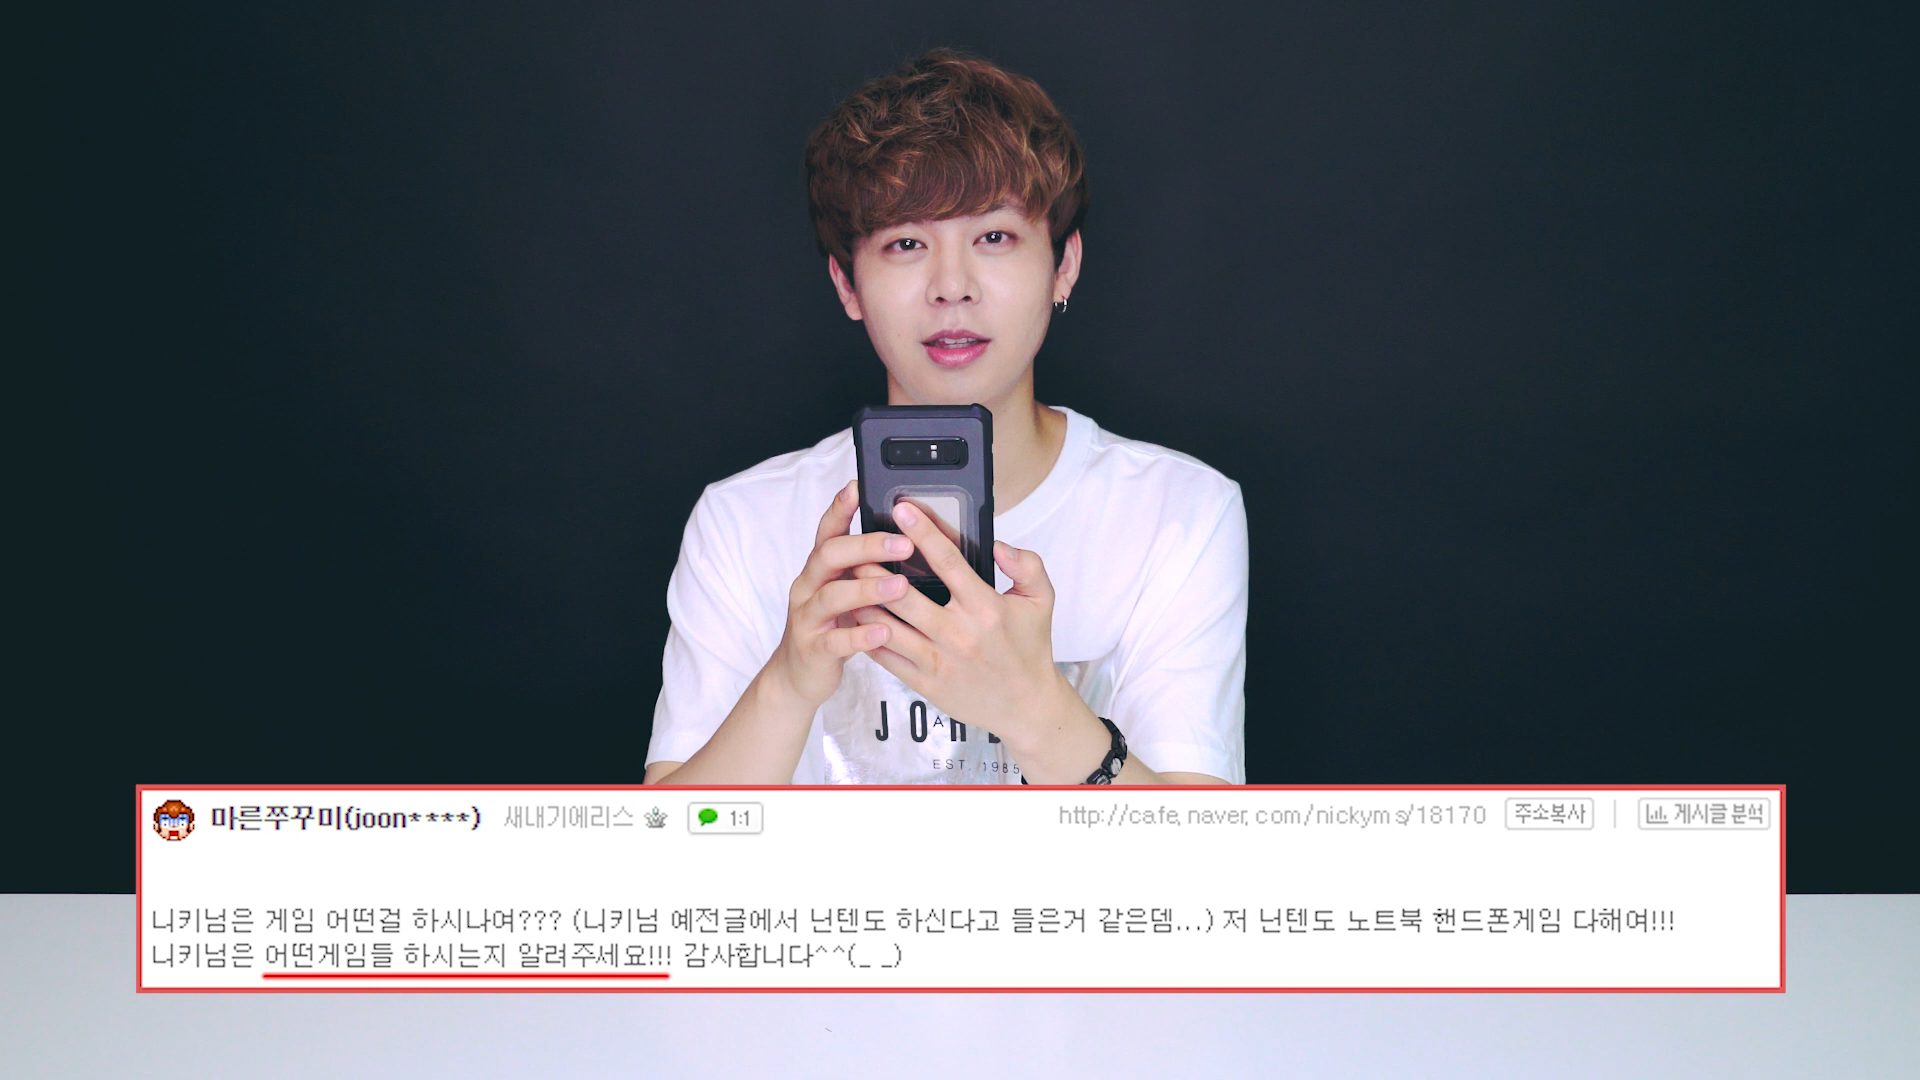 JOR
A
EST. 1985
마른쭈꾸미(joon****) 새내기에리스 1:1 http://cafe.naver.com/nickyms/18170 주소복사 게시글 분석
니키님은 게임 어떤걸 하시나여??? (니키님 예전글에서 닌텐도 하신다고 들은거 같은뎀...) 저 닌텐도 노트북 핸드폰게임 다해여!!!
니키님은 어떤게임들 하시는지 알려주세요!!! 감사합니다^^(_ _)